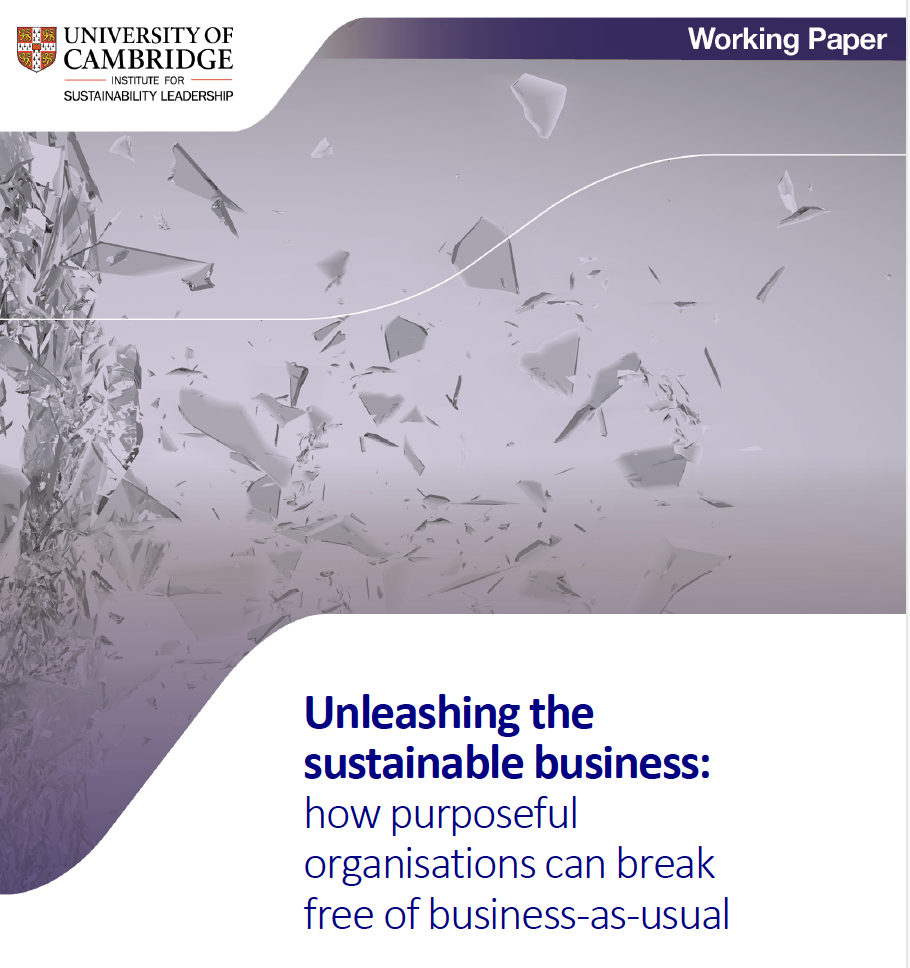 UNIVERSITY OF
CAMBRIDGE
INSTITUTE FOR
SUSTAINABILITY LEADERSHIP
Working Paper
Unleashing the
sustainable business:
how purposeful
organisations can break
free of business-as-usual